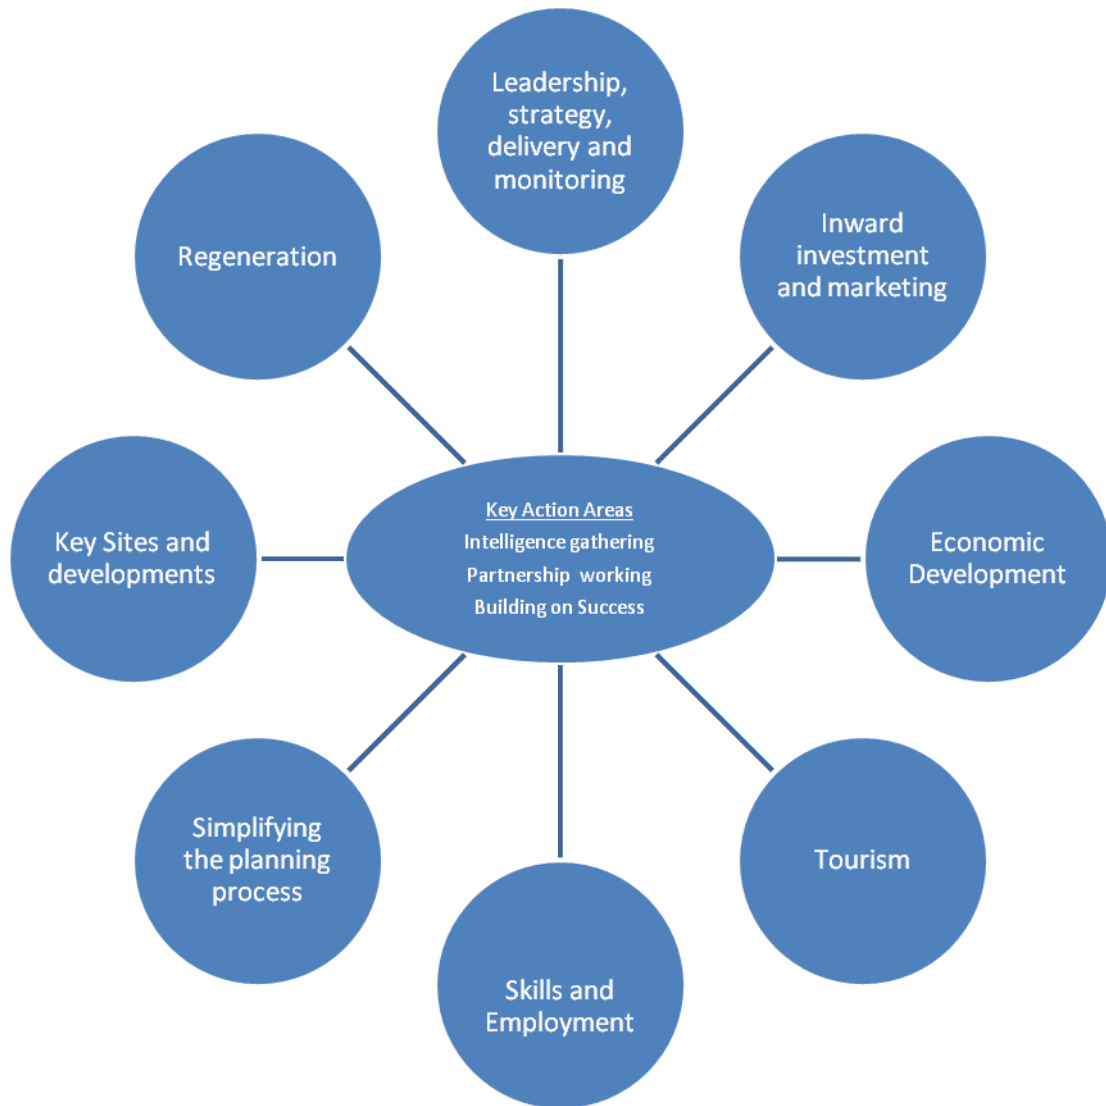 Leadership,
strategy,
delivery and
monitoring
Inward
investment
and marketing
Economic
Development
Tourism
Skills and
Employment
Simplifying
the planning
process
Key Sites and
developments
Regeneration
Key Action Areas
Intelligence gathering
Partnership working
Building on Success